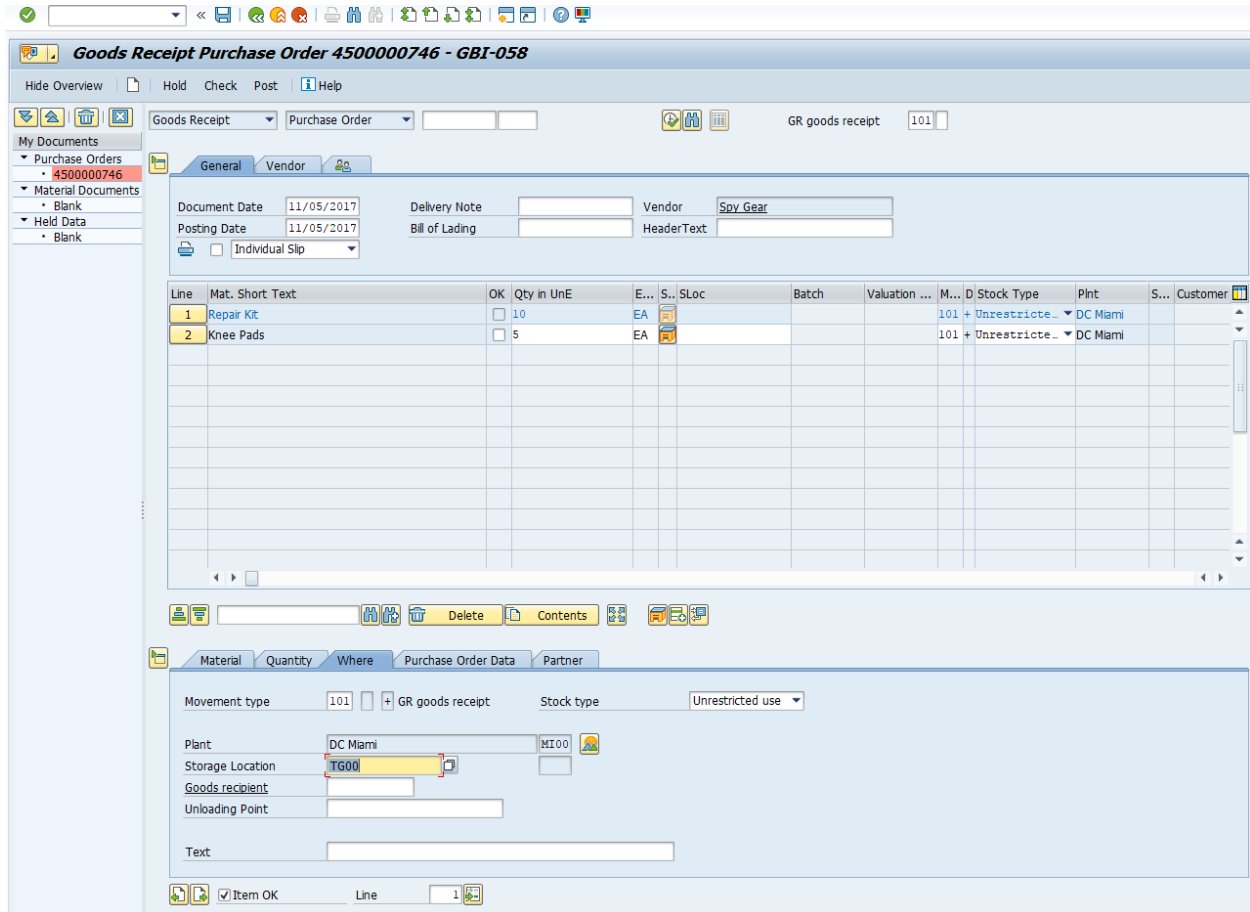 Goods Receipt Purchase Order 4500000746 - GBI-058
Hide Overview Hold Check Post Help
Goods Receipt Purchase Order GR goods receipt 101
My Documents
Purchase Orders
4500000746
Material Documents
Blank
Held Data
Blank
General Vendor
Document Date 11/05/2017 Delivery Note Vendor Spy Gear
Posting Date 11/05/2017 Bill of Lading HeaderText
Individual Slip
Line Mat. Short Text OK Qty in UnE E... S.. SLoc Batch Valuation ... M... D Stock Type Plnt S... Customer
1 Repair Kit 10 EA 101 + Unrestricte… DC Miami
2 Knee Pads 5 EA 101 + Unrestricte… DC Miami
Delete Contents
Material Quantity Where Purchase Order Data Partner
Movement type 101 + GR goods receipt Stock type Unrestricted use
Plant DC Miami MI00
Storage Location TG00
Goods recipient
Unloading Point
Text
Item OK Line 1